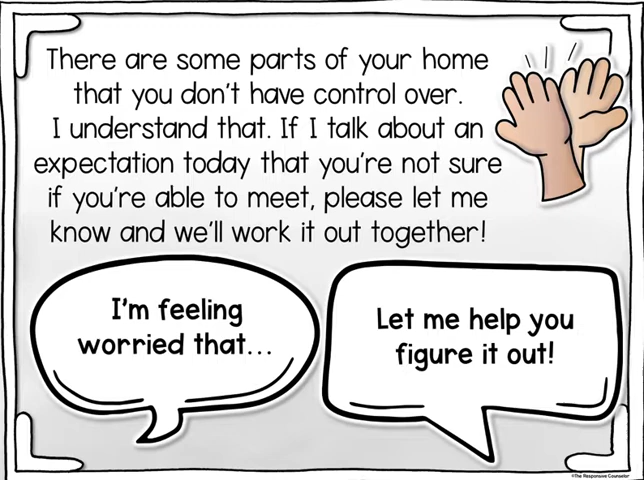 There are some parts of your home
that you don't have control over.
I understand that. If I talk about an
expectation today that you're not sure
if you're able to meet, please let me
know and we'll work it out together!
I'm feeling
worried that...
Let me help you
figure it out!
©The Responsive Counselor